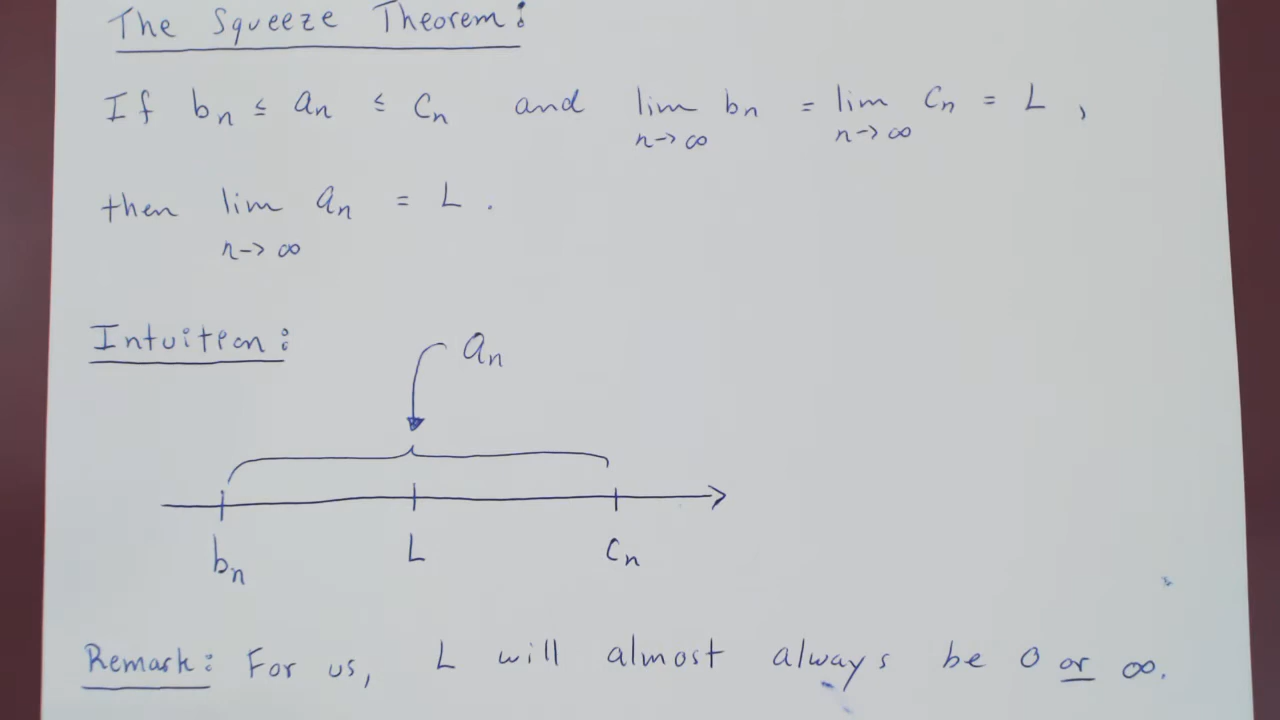 The Squeeze Theorem:
If bn ≤ an ≤ cn and lim bn = lim cn = L ,
n->∞ n->∞
then lim an = L .
n->∞
Intuition:
an
bn L cn
Remark: For us, L will almost always be 0 or ∞.